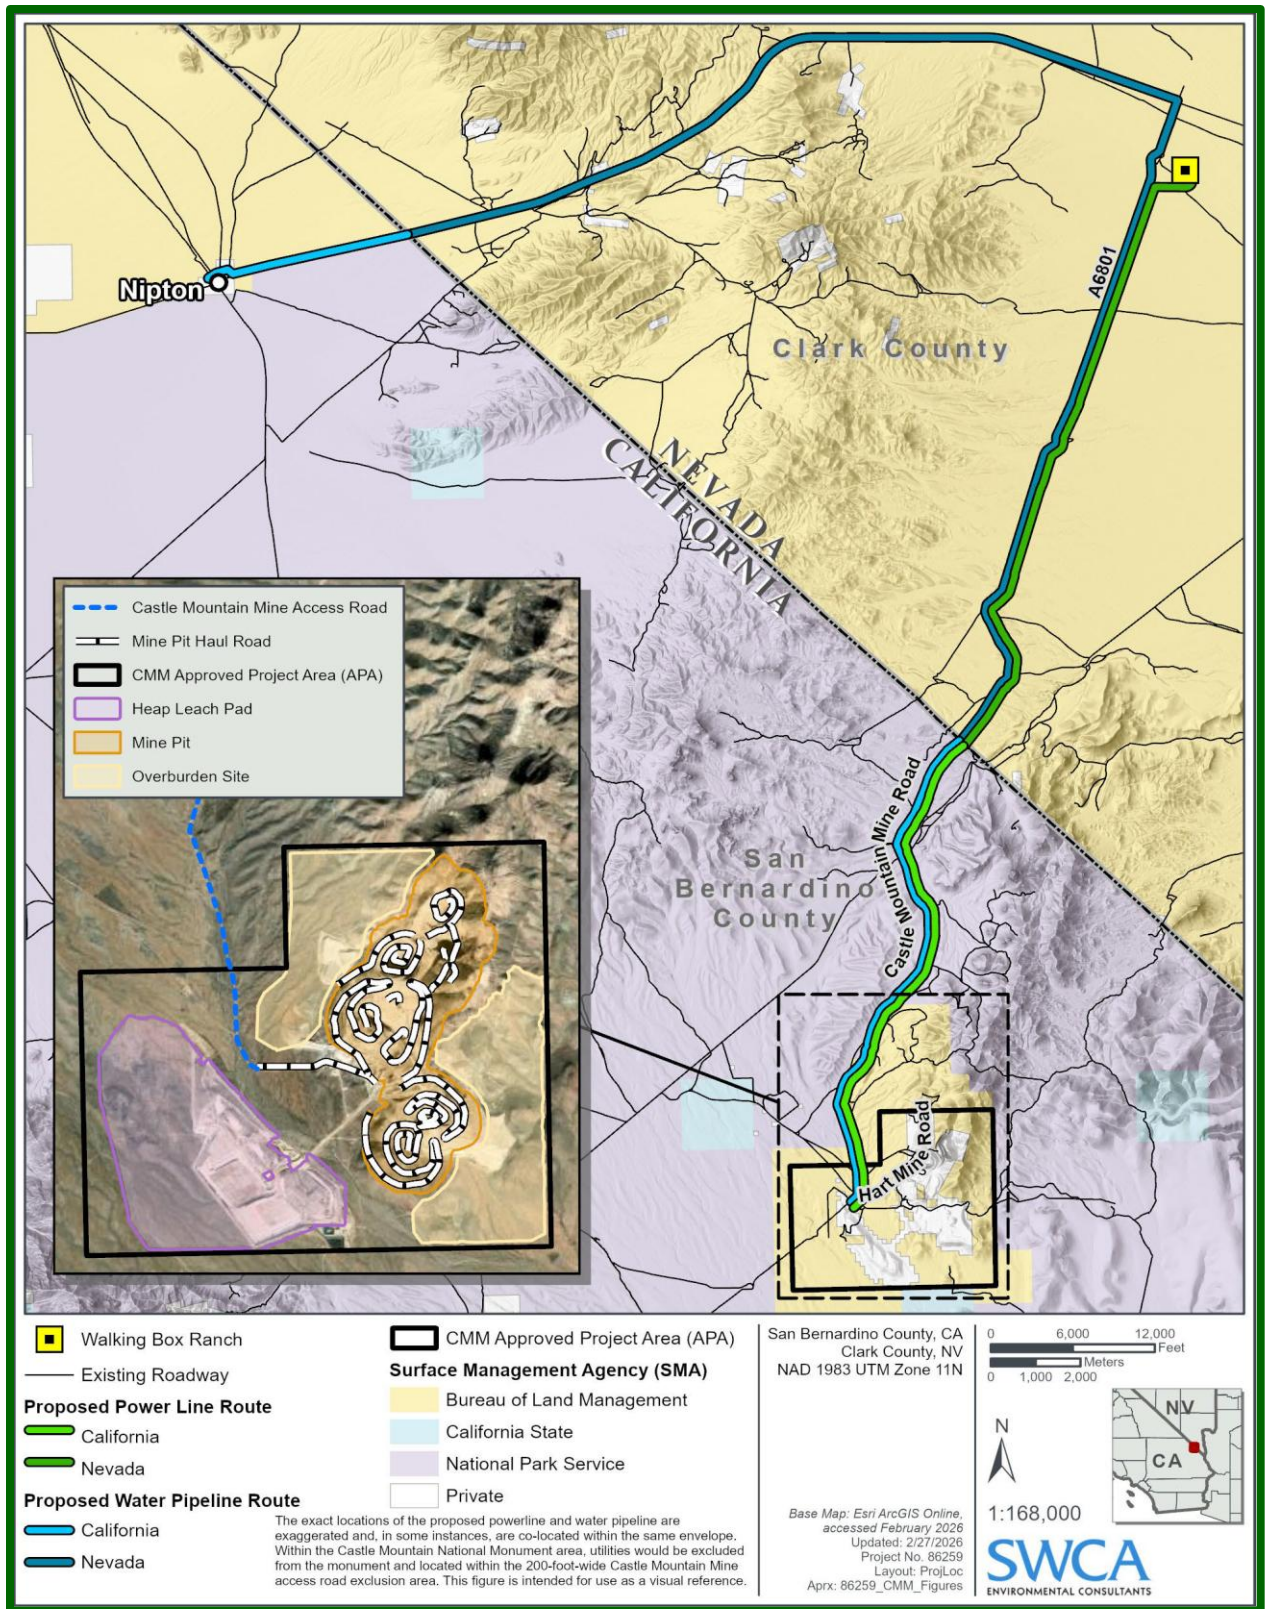 Nipton
A6801
Clark County
NEVADA
CALIFORNIA
Castle Mountain Mine Access Road
Mine Pit Haul Road
CMM Approved Project Area (APA)
Heap Leach Pad
Mine Pit
Overburden Site
Castle Mountain Mine Road
San
Bernardino
County
Hart Mine Road
Walking Box Ranch
Existing Roadway
Proposed Power Line Route
California
Nevada
Proposed Water Pipeline Route
California
Nevada
CMM Approved Project Area (APA)
Surface Management Agency (SMA)
Bureau of Land Management
California State
National Park Service
Private
The exact locations of the proposed powerline and water pipeline are
exaggerated and, in some instances, are co-located within the same envelope.
Within the Castle Mountain National Monument area, utilities would be excluded
from the monument and located within the 200-foot-wide Castle Mountain Mine
access road exclusion area. This figure is intended for use as a visual reference.
San Bernardino County, CA
Clark County, NV
NAD 1983 UTM Zone 11N
Base Map: Esri ArcGIS Online,
accessed February 2026
Updated: 2/27/2026
Project No. 86259
Layout: ProjLoc
Aprx: 86259_CMM_Figures
0 6,000 12,000
Feet
Meters
0 1,000 2,000
N
1:168,000
NV
CA
SWCA
ENVIRONMENTAL CONSULTANTS